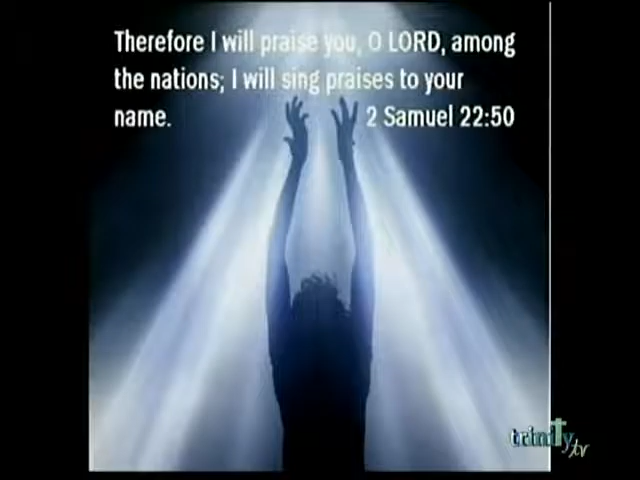 Therefore I will praise you, O LORD, among
the nations; I will sing praises to your
name. 2 Samuel 22:50
trinity tv